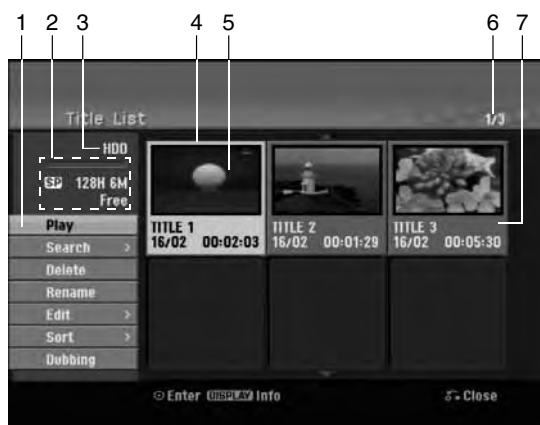 1 2 3 4 5 6 7
Title List 1/3
HDD
SP 128H 6M
Free
Play
Search >
Delete
Rename
Edit >
Sort >
Dubbing
TITLE 1
16/02 00:02:03
TITLE 2
16/02 00:01:29
TITLE 3
16/02 00:05:30
Enter DISPLAY Info Close